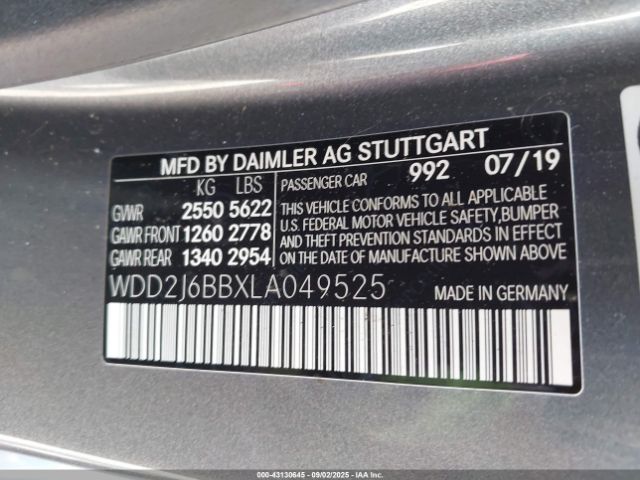 MFD BY DAIMLER AG STUTTGART
KG LBS
GVWR 2550 5622
GAWR FRONT 1260 2778
GAWR REAR 1340 2954
PASSENGER CAR 992 07/19
THIS VEHICLE CONFORMS TO ALL APPLICABLE
U.S. FEDERAL MOTOR VEHICLE SAFETY,BUMPER
AND THEFT PREVENTION STANDARDS IN EFFECT
ON THE DATE OF MANUFACTURE SHOWN ABOVE.
WDD2J6BBXLA049525
MADE IN GERMANY
000-43130645 - 09/02/2025 - IAAI.COM